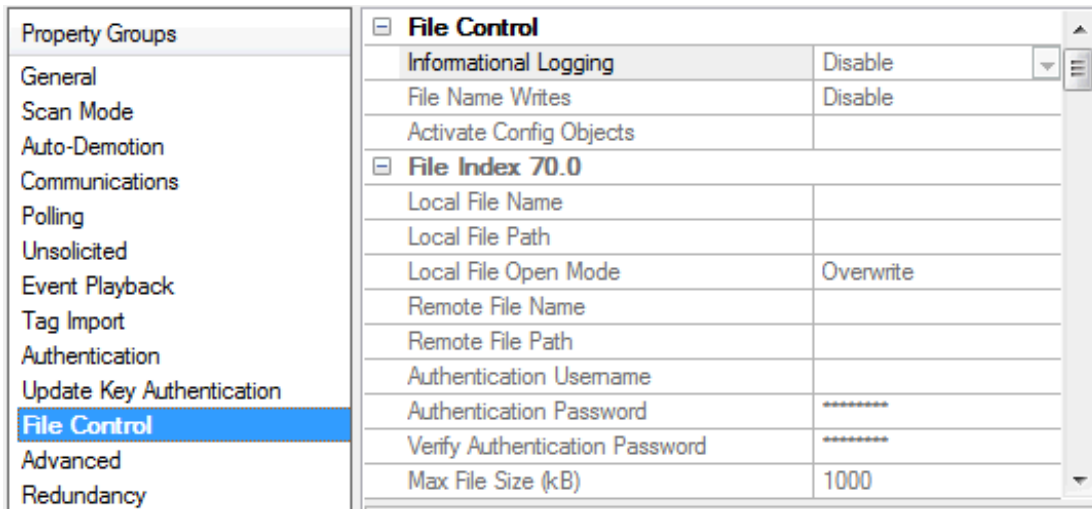 Property Groups
General
Scan Mode
Auto-Demotion
Communications
Polling
Unsolicited
Event Playback
Tag Import
Authentication
Update Key Authentication
File Control
Advanced
Redundancy
File Control
Informational Logging Disable
File Name Writes Disable
Activate Config Objects
File Index 70.0
Local File Name
Local File Path
Local File Open Mode Overwrite
Remote File Name
Remote File Path
Authentication Username
Authentication Password ********
Verify Authentication Password ********
Max File Size (kB) 1000